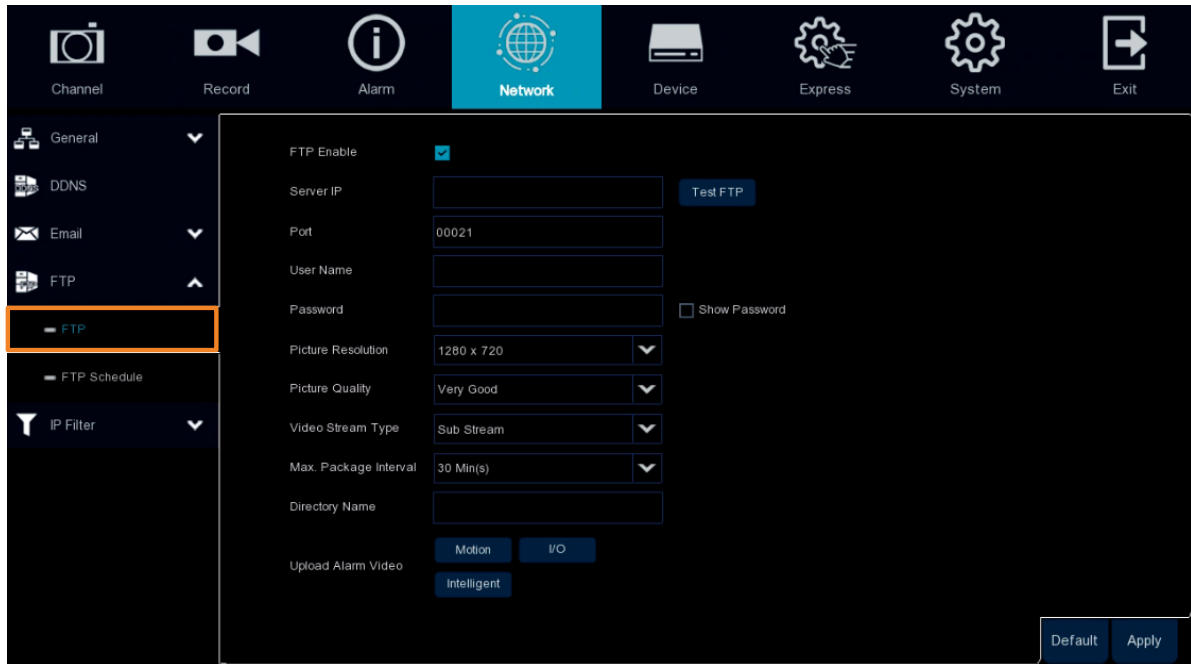 Channel Record Alarm Network Device Express System Exit
General
DDNS
Email
FTP
FTP
FTP Schedule
IP Filter
FTP Enable
Server IP Test FTP
Port 00021
User Name
Password Show Password
Picture Resolution 1280 x 720
Picture Quality Very Good
Video Stream Type Sub Stream
Max. Package Interval 30 Min(s)
Directory Name
Upload Alarm Video Motion I/O
Intelligent
Default Apply